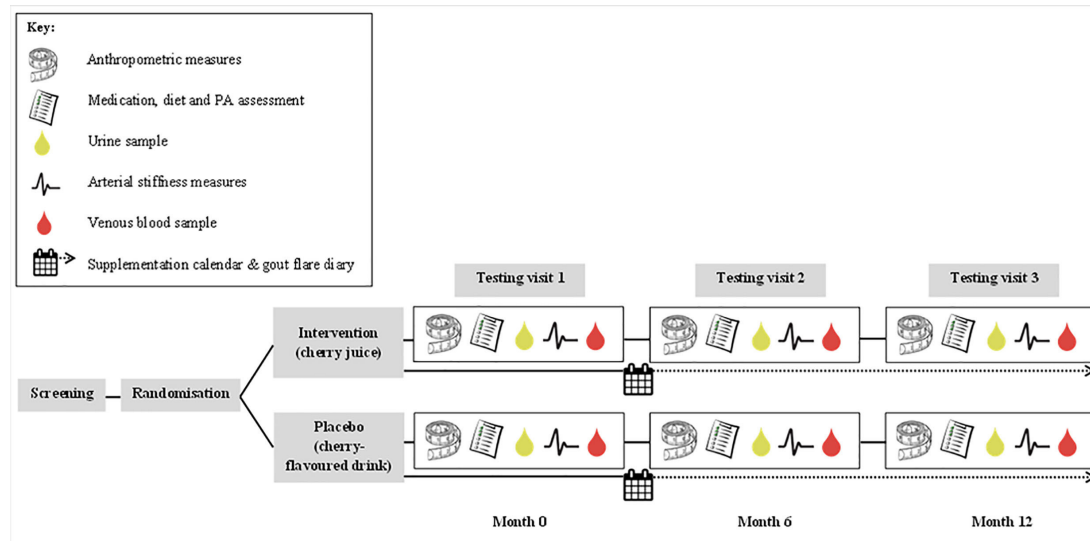 Key:
Anthropometric measures
Medication, diet and PA assessment
Urine sample
Arterial stiffness measures
Venous blood sample
Supplementation calendar & gout flare diary
Testing visit 1
Testing visit 2
Testing visit 3
Intervention
(cherry juice)
Screening
Randomisation
Placebo
(cherry-
flavoured drink)
Month 0
Month 6
Month 12